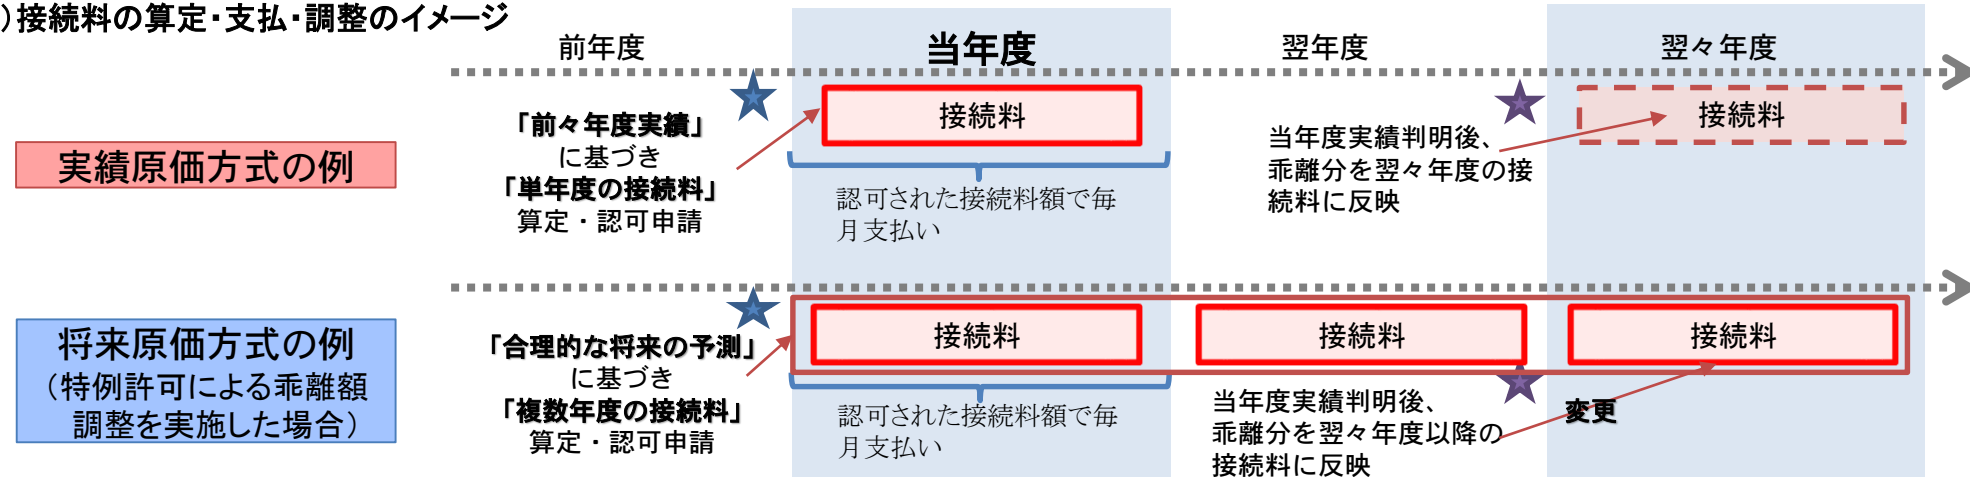 ）接続料の算定・支払・調整のイメージ
前年度
当年度
翌年度
翌々年度
実績原価方式の例
「前々年度実績」
に基づき
「単年度の接続料」
算定・認可申請
接続料
認可された接続料額で毎
月支払い
当年度実績判明後、
乖離分を翌々年度の接
続料に反映
接続料
将来原価方式の例
（特例許可による乖離額
調整を実施した場合）
「合理的な将来の予測」
に基づき
「複数年度の接続料」
算定・認可申請
接続料
接続料
接続料
認可された接続料額で毎
月支払い
当年度実績判明後、
乖離分を翌々年度以降の
接続料に反映
変更